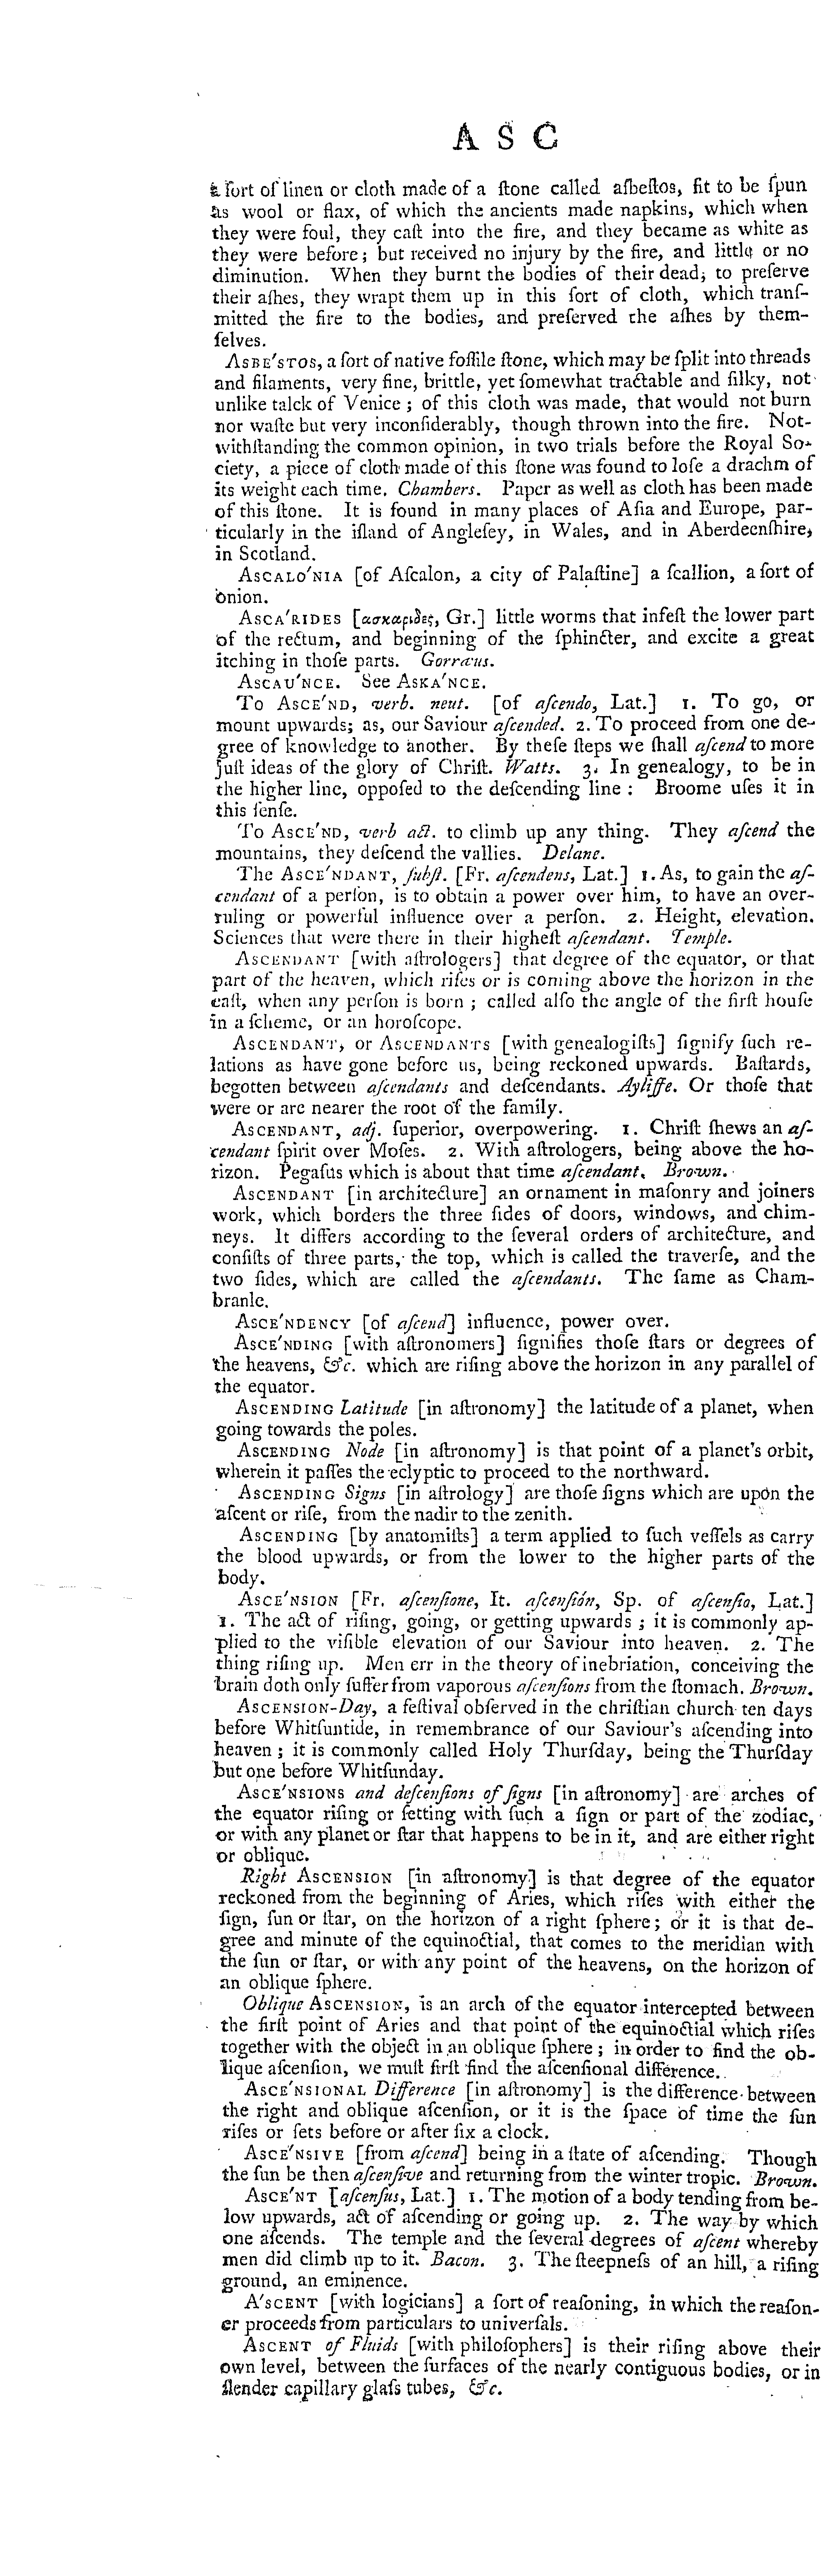 A S C
a ſort of linen or cloth made of a ſtone called aſbeſtos, fit to be ſpun
as wool or flax, of which the ancients made napkins, which when
they were foul, they caſt into the fire, and they became as white as
they were before; but received no injury by the fire, and little or no
diminution. When they burnt the bodies of their dead, to preſerve
their aſhes, they wrapt them up in this ſort of cloth, which tranſ-
mitted the fire to the bodies, and preſerved the aſhes by them-
ſelves.
ASBE'STOS, a ſort of native foſſile ſtone, which may be ſplit into threads
and filaments, very fine, brittle, yet ſomewhat tractable and ſilky, not
unlike talck of Venice; of this cloth was made, that would not burn
nor waſte but very inconſiderably, though thrown into the fire. Not-
withſtanding the common opinion, in two trials before the Royal So-
ciety, a piece of cloth made of this ſtone was found to loſe a drachm of
its weight each time. Chambers. Paper as well as cloth has been made
of this ſtone. It is found in many places of Aſia and Europe, par-
ticularly in the iſland of Angleſey, in Wales, and in Aberdeenſhire,
in Scotland.
ASCALO'NIA [of Aſcalon, a city of Palaſtine] a ſcallion, a ſort of
onion.
ASCA'RIDES [ασκαριδες, Gr.] little worms that infeſt the lower part
of the rectum, and beginning of the ſphincter, and excite a great
itching in thoſe parts. Gorræus.
ASCAU'NCE. See ASKA'NCE.
To ASCE'ND, verb. neut. [of aſcendo, Lat.] 1. To go, or
mount upwards; as, our Saviour aſcended. 2. To proceed from one de-
gree of knowledge to another. By theſe ſteps we ſhall aſcend to more
juſt ideas of the glory of Chriſt. Watts. 3. In genealogy, to be in
the higher line, oppoſed to the deſcending line: Broome uſes it in
this ſenſe.
To ASCE'ND, verb act. to climb up any thing. They aſcend the
mountains, they deſcend the vallies. Delane.
The ASCE'NDANT, ſubſt. [Fr. aſcendens, Lat.] 1. As, to gain the aſ-
cendant of a perſon, is to obtain a power over him, to have an over-
ruling or powerful influence over a perſon. 2. Height, elevation.
Sciences that were there in their higheſt aſcendant. Temple.
ASCENDANT [with aſtrologers] that degree of the equator, or that
part of the heaven, which riſes or is coming above the horizon in the
eaſt, when any perſon is born; called alſo the angle of the firſt houſe
in a ſcheme, or an horoſcope.
ASCENDANT, or ASCENDANTS [with genealogiſts] ſignify ſuch re-
lations as have gone before us, being reckoned upwards. Baſtards,
begotten between aſcendants and deſcendants. Ayliffe. Or thoſe that
were or are nearer the root of the family.
ASCENDANT, adj. ſuperior, overpowering. 1. Chriſt ſhews an aſ-
cendant ſpirit over Moſes. 2. With aſtrologers, being above the ho-
rizon. Pegaſus which is about that time aſcendant. Brown.
ASCENDANT [in architecture] an ornament in maſonry and joiners
work, which borders the three ſides of doors, windows, and chim-
neys. It differs according to the ſeveral orders of architecture, and
conſiſts of three parts, the top, which is called the traverſe, and the
two ſides, which are called the aſcendants. The ſame as Cham-
branle.
ASCE'NDENCY [of aſcend] influence, power over.
ASCE'NDING [with aſtronomers] ſignifies thoſe ſtars or degrees of
the heavens, &c. which are riſing above the horizon in any parallel of
the equator.
ASCENDING Latitude [in aſtronomy] the latitude of a planet, when
going towards the poles.
ASCENDING Node [in aſtronomy] is that point of a planet's orbit,
wherein it paſſes the eclyptic to proceed to the northward.
ASCENDING Signs [in aſtrology] are thoſe ſigns which are upon the
aſcent or riſe, from the nadir to the zenith.
ASCENDING [by anatomiſts] a term applied to ſuch veſſels as carry
the blood upwards, or from the lower to the higher parts of the
body.
ASCE'NSION [Fr. aſcenſione, It. aſcenſión, Sp. of aſcenſio, Lat.]
1. The act of riſing, going, or getting upwards; it is commonly ap-
plied to the viſible elevation of our Saviour into heaven. 2. The
thing riſing up. Men err in the theory of inebriation, conceiving the
brain doth only ſuffer from vaporous aſcenſions from the ſtomach. Brown.
ASCENSION-Day, a feſtival obſerved in the chriſtian church ten days
before Whitſuntide, in remembrance of our Saviour's aſcending into
heaven; it is commonly called Holy Thurſday, being the Thurſday
but one before Whitſunday.
ASCE'NSIONS and deſcenſions of ſigns [in aſtronomy] are arches of
the equator riſing or ſetting with ſuch a ſign or part of the zodiac,
or with any planet or ſtar that happens to be in it, and are either right
or oblique.
Right ASCENSION [in aſtronomy] is that degree of the equator
reckoned from the beginning of Aries, which riſes with either the
ſign, ſun or ſtar, on the horizon of a right ſphere; or it is that de-
gree and minute of the equinoctial, that comes to the meridian with
the ſun or ſtar, or with any point of the heavens, on the horizon of
an oblique ſphere.
Oblique ASCENSION, is an arch of the equator intercepted between
the firſt point of Aries and that point of the equinoctial which riſes
together with the object in an oblique ſphere; in order to find the ob-
lique aſcenſion, we muſt firſt find the aſcenſional difference.
ASCE'NSIONAL Difference [in aſtronomy] is the difference between
the right and oblique aſcenſion, or it is the ſpace of time the ſun
riſes or ſets before or after ſix a clock.
ASCE'NSIVE [from aſcend] being in a ſtate of aſcending. Though
the ſun be then aſcenſive and returning from the winter tropic. Brown.
ASCE'NT [aſcenſus, Lat.] 1. The motion of a body tending from be-
low upwards, act of aſcending or going up. 2. The way by which
one aſcends. The temple and the ſeveral degrees of aſcent whereby
men did climb up to it. Bacon. 3. The ſteepneſs of an hill, a riſing
ground, an eminence.
A'SCENT [with logicians] a ſort of reaſoning, in which the reaſon-
er proceeds from particulars to univerſals.
ASCENT of Fluids [with philoſophers] is their riſing above their
own level, between the ſurfaces of the nearly contiguous bodies, or in
ſlender capillary glaſs tubes, &c.